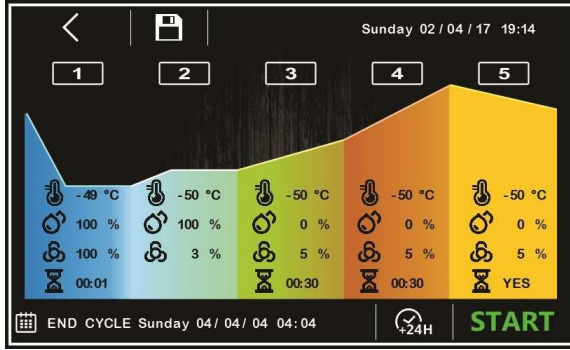 Sunday 02 / 04 / 17 19:14
1 2 3 4 5
-49 °C -50 °C -50 °C -50 °C -50 °C
100 % 100 % 0 % 0 % 0 %
100 % 3 % 5 % 5 % 5 %
00:01 00:30 00:30 YES
END CYCLE Sunday 04/ 04/ 04 04:04 +24H START